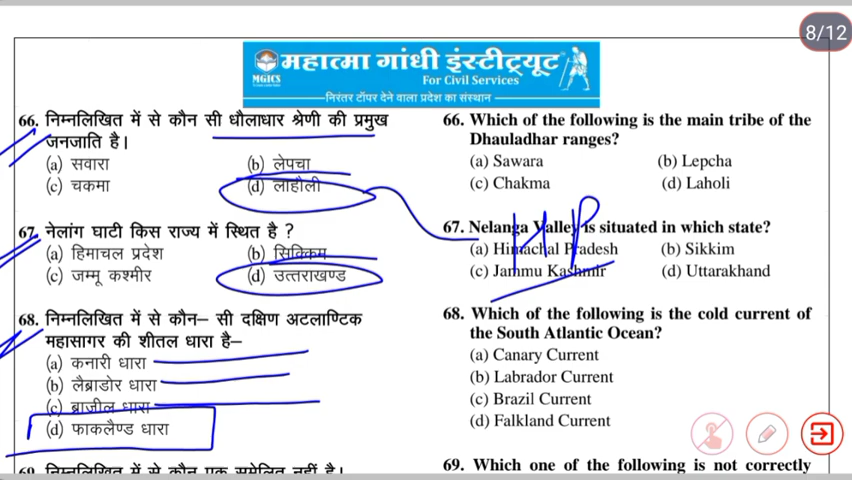 8/12
महात्मा गांधी इंस्टीट्यूट
MGICS
For Civil Services
निरंतर टॉपर देने वाला प्रदेश का संस्थान
66. निम्नलिखित में से कौन सी धौलाधार श्रेणी की प्रमुख
जनजाति है।
(a) सवारा (b) लेपचा
(c) चकमा (d) लाहौली
67. नेलांग घाटी किस राज्य में स्थित है ?
(a) हिमाचल प्रदेश (b) सिक्किम
(c) जम्मू कश्मीर (d) उत्तराखण्ड
68. निम्नलिखित में से कौन– सी दक्षिण अटलाण्टिक
महासागर की शीतल धारा है–
(a) कनारी धारा
(b) लैब्राडोर धारा
(c) ब्राजील धारा
(d) फाकलैण्ड धारा
69. निम्नलिखित में से कौन एक सुमेलित नहीं है।
66. Which of the following is the main tribe of the
Dhauladhar ranges?
(a) Sawara (b) Lepcha
(c) Chakma (d) Laholi
HP
67. Nelanga Valley is situated in which state?
(a) Himachal Pradesh (b) Sikkim
(c) Jammu Kashmir (d) Uttarakhand
68. Which of the following is the cold current of
the South Atlantic Ocean?
(a) Canary Current
(b) Labrador Current
(c) Brazil Current
(d) Falkland Current
69. Which one of the following is not correctly